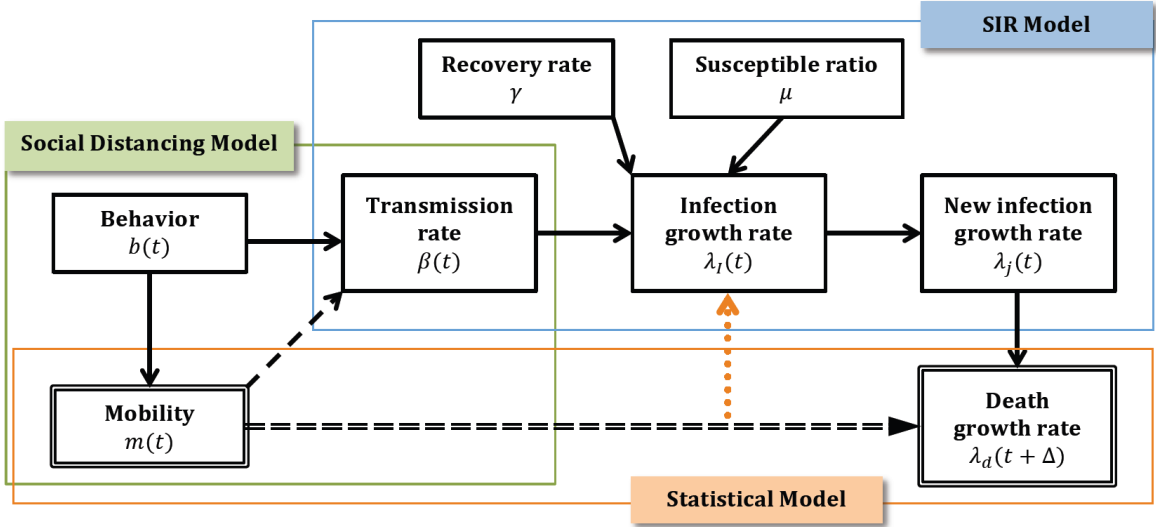 SIR Model
Recovery rate
γ
Susceptible ratio
μ
Social Distancing Model
Behavior
b(t)
Transmission
rate
β(t)
Infection
growth rate
λ_I(t)
New infection
growth rate
λ_j(t)
Mobility
m(t)
Death
growth rate
λ_d(t + Δ)
Statistical Model